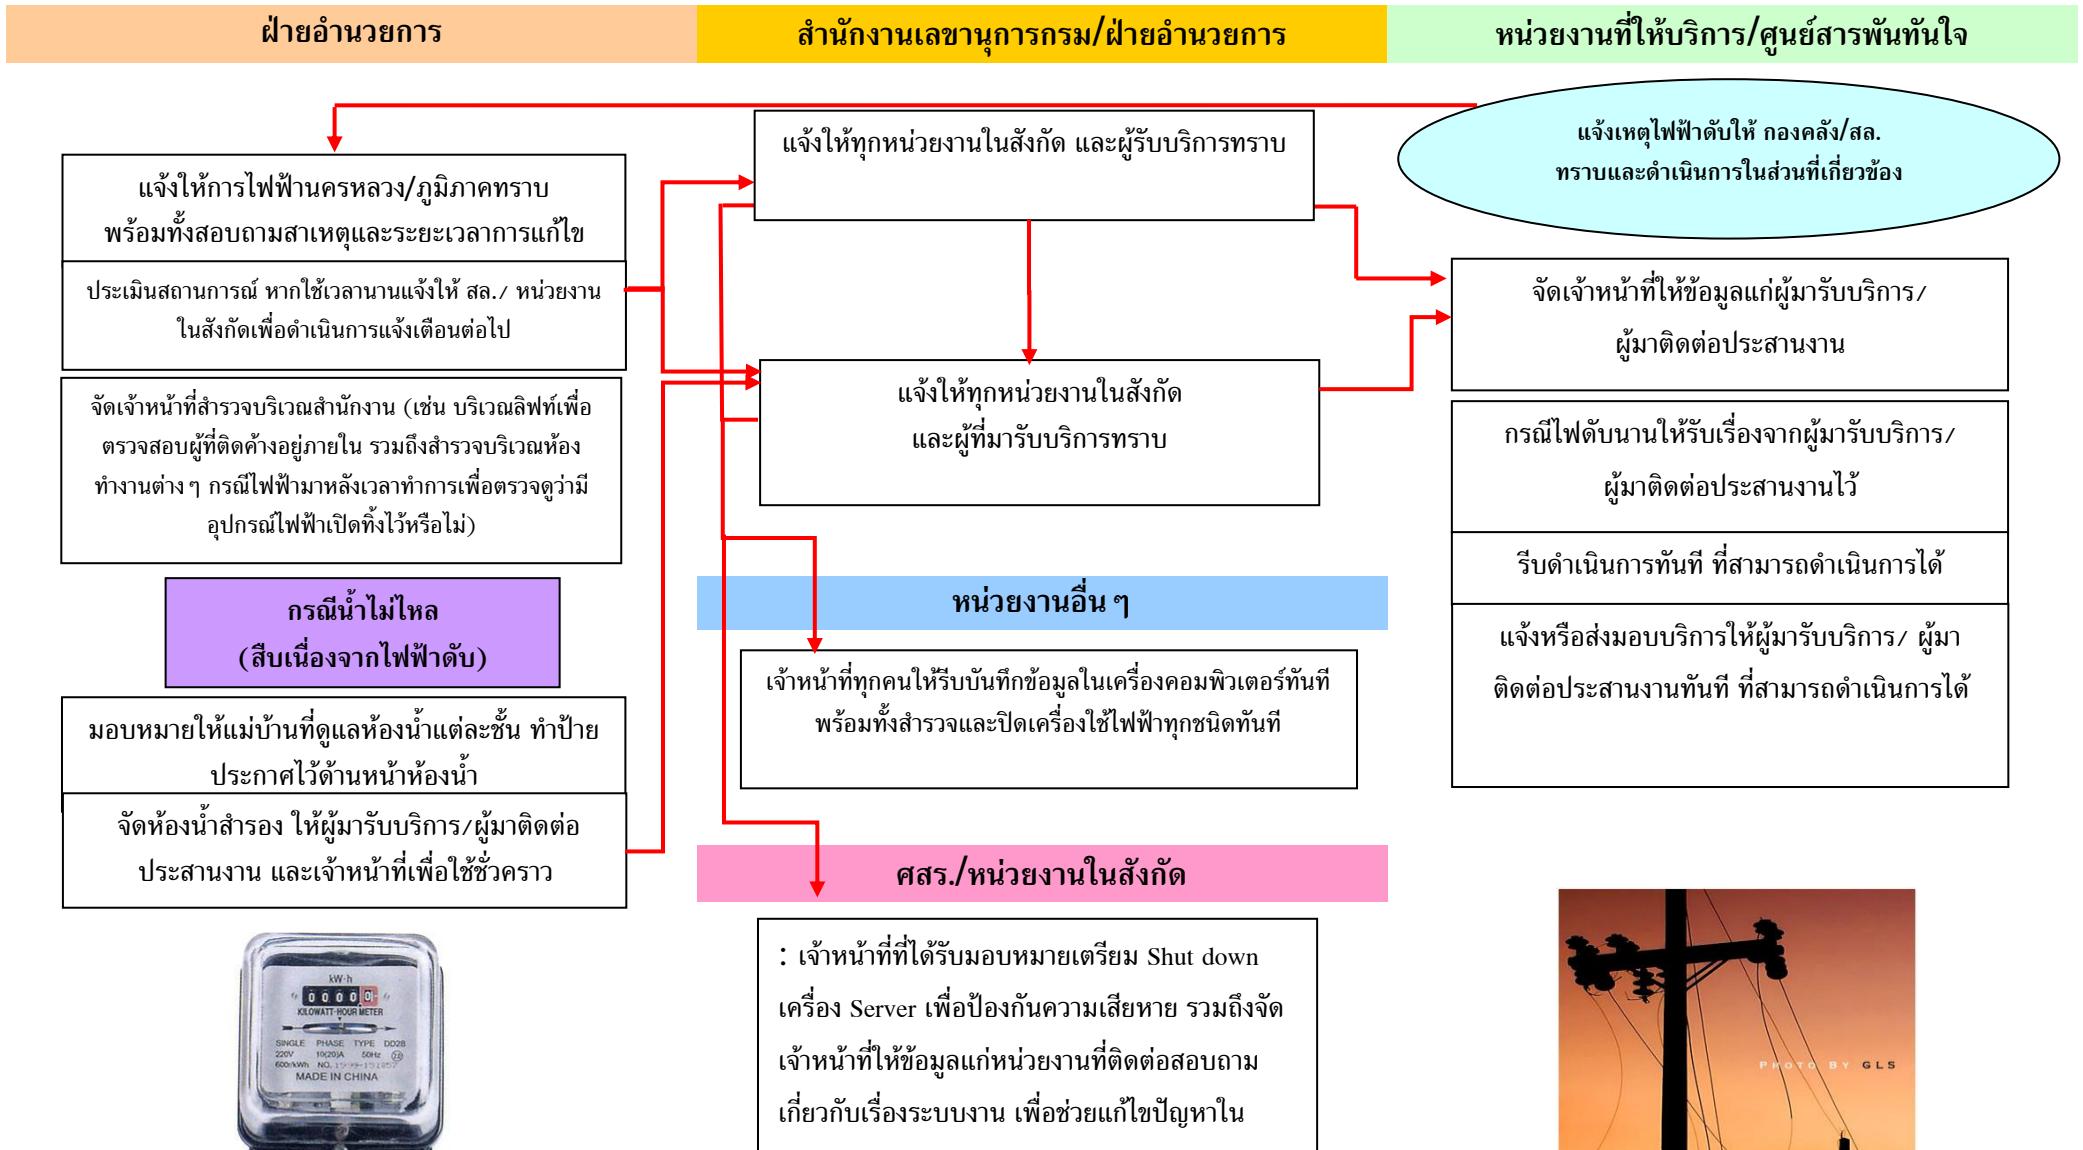 ฝ่ายอำนวยการ
สำนักงานเลขานุการกรม/ฝ่ายอำนวยการ
หน่วยงานที่ให้บริการ/ศูนย์สารพันทันใจ
แจ้งเหตุไฟฟ้าดับให้ กองคลัง/สล.
ทราบและดำเนินการในส่วนที่เกี่ยวข้อง
แจ้งให้การไฟฟ้านครหลวง/ภูมิภาคทราบ
พร้อมทั้งสอบถามสาเหตุและระยะเวลาการแก้ไข
ประเมินสถานการณ์ หากใช้เวลานานแจ้งให้ สล./ หน่วยงาน
ในสังกัดเพื่อดำเนินการแจ้งเตือนต่อไป
จัดเจ้าหน้าที่สำรวจบริเวณสำนักงาน (เช่น บริเวณลิฟท์เพื่อ
ตรวจสอบผู้ที่ติดค้างอยู่ภายใน รวมถึงสำรวจบริเวณห้อง
ทำงานต่าง ๆ กรณีไฟฟ้ามาหลังเวลาทำการเพื่อตรวจดูว่ามี
อุปกรณ์ไฟฟ้าเปิดทิ้งไว้หรือไม่)
กรณีน้ำไม่ไหล
(สืบเนื่องจากไฟฟ้าดับ)
มอบหมายให้แม่บ้านที่ดูแลห้องน้ำแต่ละชั้น ทำป้าย
ประกาศไว้ด้านหน้าห้องน้ำ
จัดห้องน้ำสำรอง ให้ผู้มารับบริการ/ผู้มาติดต่อ
ประสานงาน และเจ้าหน้าที่เพื่อใช้ชั่วคราว
kW·h
0 0 0 0 0
KILOWATT-HOUR METER
SINGLE PHASE TYPE DD28
220V 10(20)A 50Hz
600r/kWh NO.
MADE IN CHINA
แจ้งให้ทุกหน่วยงานในสังกัด และผู้รับบริการทราบ
แจ้งให้ทุกหน่วยงานในสังกัด
และผู้ที่มารับบริการทราบ
หน่วยงานอื่น ๆ
เจ้าหน้าที่ทุกคนให้รีบบันทึกข้อมูลในเครื่องคอมพิวเตอร์ทันที
พร้อมทั้งสำรวจและปิดเครื่องใช้ไฟฟ้าทุกชนิดทันที
ศสร./หน่วยงานในสังกัด
: เจ้าหน้าที่ที่ได้รับมอบหมายเตรียม Shut down
เครื่อง Server เพื่อป้องกันความเสียหาย รวมถึงจัด
เจ้าหน้าที่ให้ข้อมูลแก่หน่วยงานที่ติดต่อสอบถาม
เกี่ยวกับเรื่องระบบงาน เพื่อช่วยแก้ไขปัญหาใน
จัดเจ้าหน้าที่ให้ข้อมูลแก่ผู้มารับบริการ/
ผู้มาติดต่อประสานงาน
กรณีไฟดับนานให้รับเรื่องจากผู้มารับบริการ/
ผู้มาติดต่อประสานงานไว้
รีบดำเนินการทันที ที่สามารถดำเนินการได้
แจ้งหรือส่งมอบบริการให้ผู้มารับบริการ/ ผู้มา
ติดต่อประสานงานทันที ที่สามารถดำเนินการได้
PHOTO BY GLS